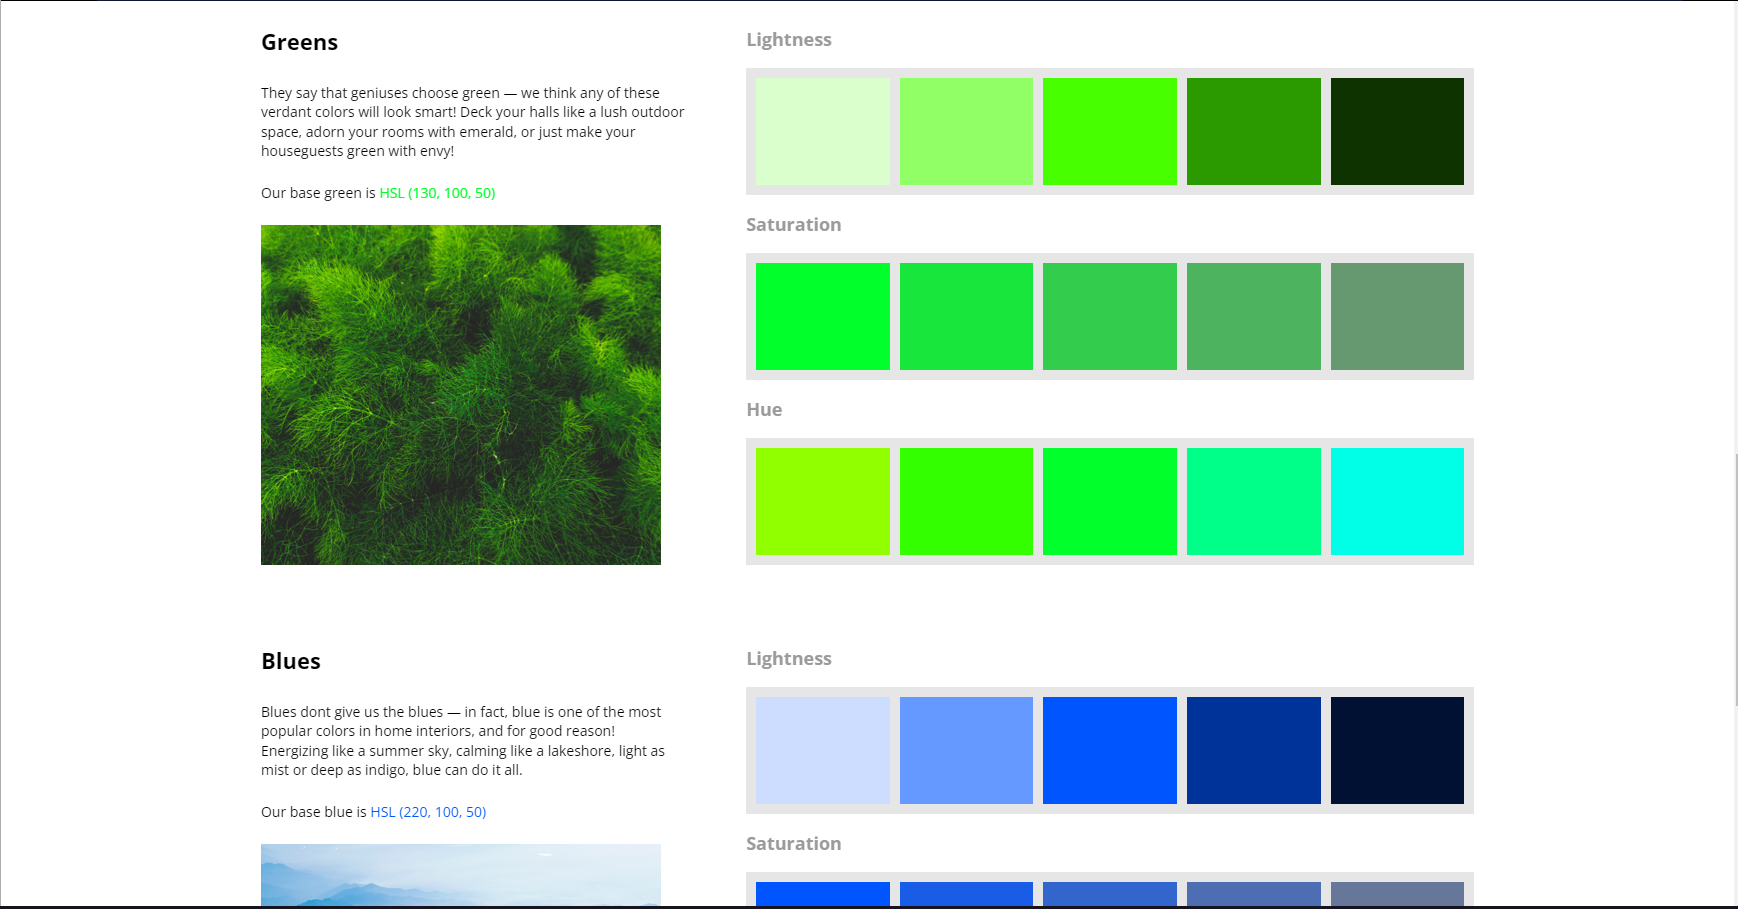 Greens
They say that geniuses choose green — we think any of these
verdant colors will look smart! Deck your halls like a lush outdoor
space, adorn your rooms with emerald, or just make your
houseguests green with envy!
Our base green is HSL (130, 100, 50)
Lightness
Saturation
Hue
Blues
Blues dont give us the blues — in fact, blue is one of the most
popular colors in home interiors, and for good reason!
Energizing like a summer sky, calming like a lakeshore, light as
mist or deep as indigo, blue can do it all.
Our base blue is HSL (220, 100, 50)
Lightness
Saturation